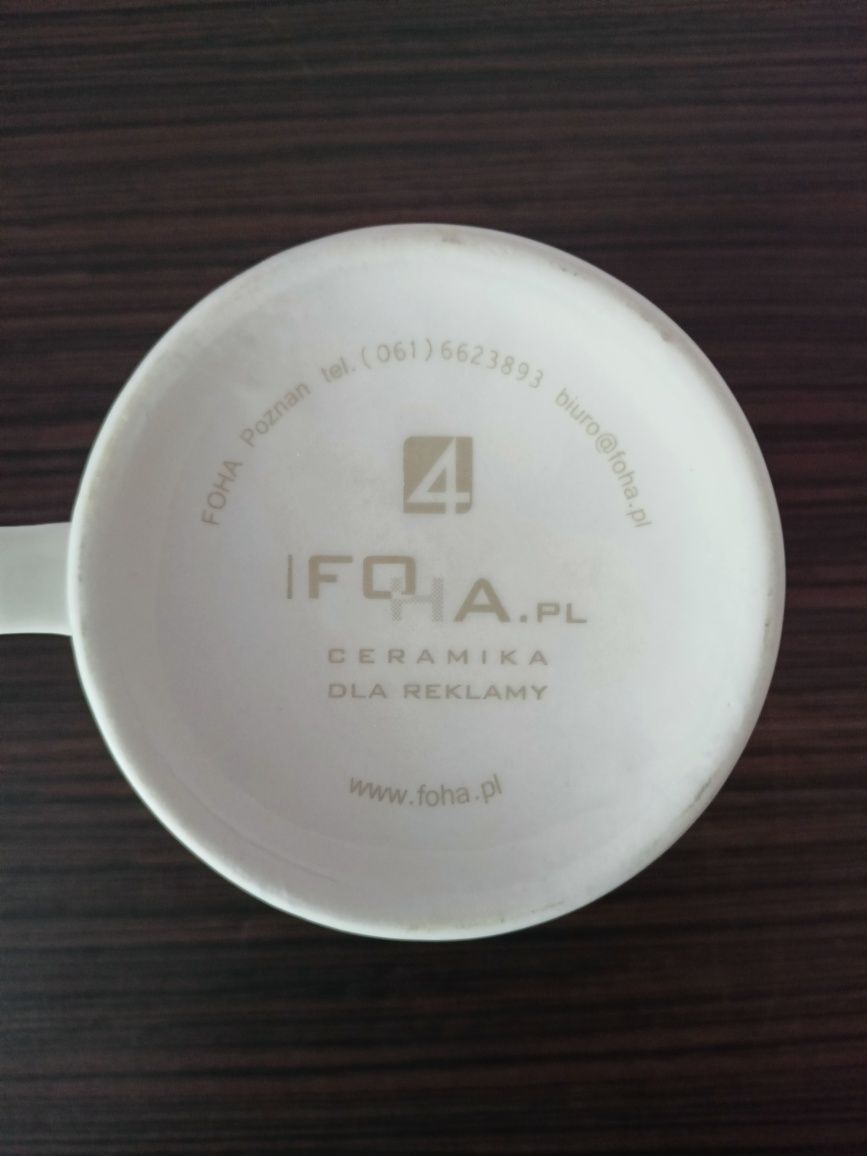 FOHA Poznan tel.(061)6623893 biuro@foha.pl
4
FOHA.PL
CERAMIKA
DLA REKLAMY
www.foha.pl